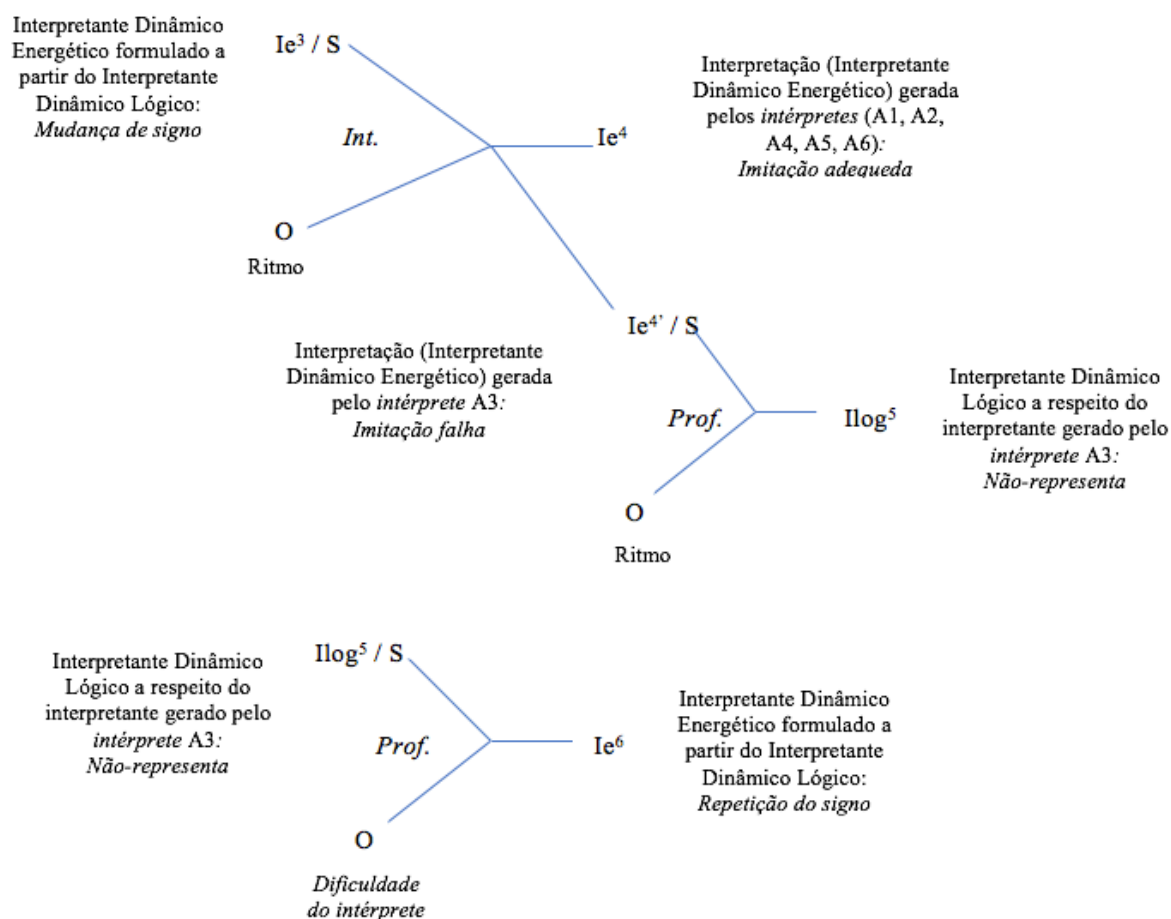 Interpretante Dinâmico
Energético formulado a
partir do Interpretante
Dinâmico Lógico:
Mudança de signo
Ie³ / S
Int.
O
Ritmo
Ie⁴
Interpretação (Interpretante
Dinâmico Energético) gerada
pelos intérpretes (A1, A2,
A4, A5, A6):
Imitação adequeda
Interpretação (Interpretante
Dinâmico Energético) gerada
pelo intérprete A3:
Imitação falha
Ie⁴’ / S
Prof.
O
Ritmo
Ilog⁵
Interpretante Dinâmico
Lógico a respeito do
interpretante gerado pelo
intérprete A3:
Não-representa
Interpretante Dinâmico
Lógico a respeito do
interpretante gerado pelo
intérprete A3:
Não-representa
Ilog⁵ / S
Prof.
O
Dificuldade
do intérprete
Ie⁶
Interpretante Dinâmico
Energético formulado a
partir do Interpretante
Dinâmico Lógico:
Repetição do signo